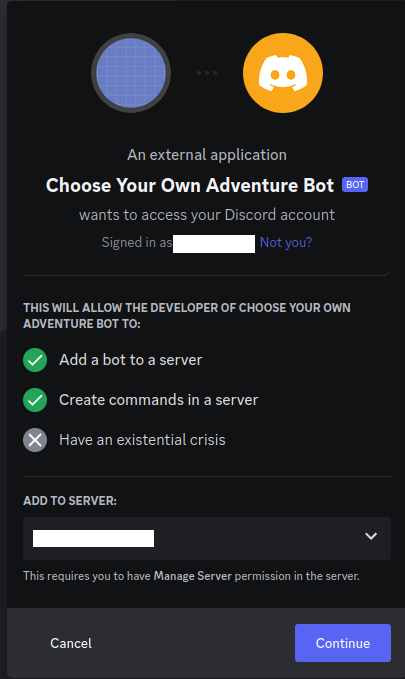 An external application
Choose Your Own Adventure Bot BOT
wants to access your Discord account
Signed in as Not you?
THIS WILL ALLOW THE DEVELOPER OF CHOOSE YOUR OWN
ADVENTURE BOT TO:
Add a bot to a server
Create commands in a server
Have an existential crisis
ADD TO SERVER:
This requires you to have Manage Server permission in the server.
Cancel
Continue